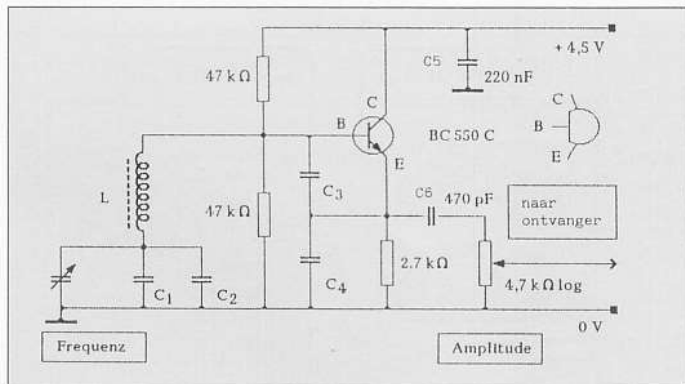 + 4,5 V
C5
220 nF
47 kΩ
C
B
E
BC 550 C
C
B
E
L
47 kΩ
C3
C6
470 pF
naar
ontvanger
C1
C2
C4
2.7 kΩ
4,7 kΩ log
0 V
Frequenz
Amplitude